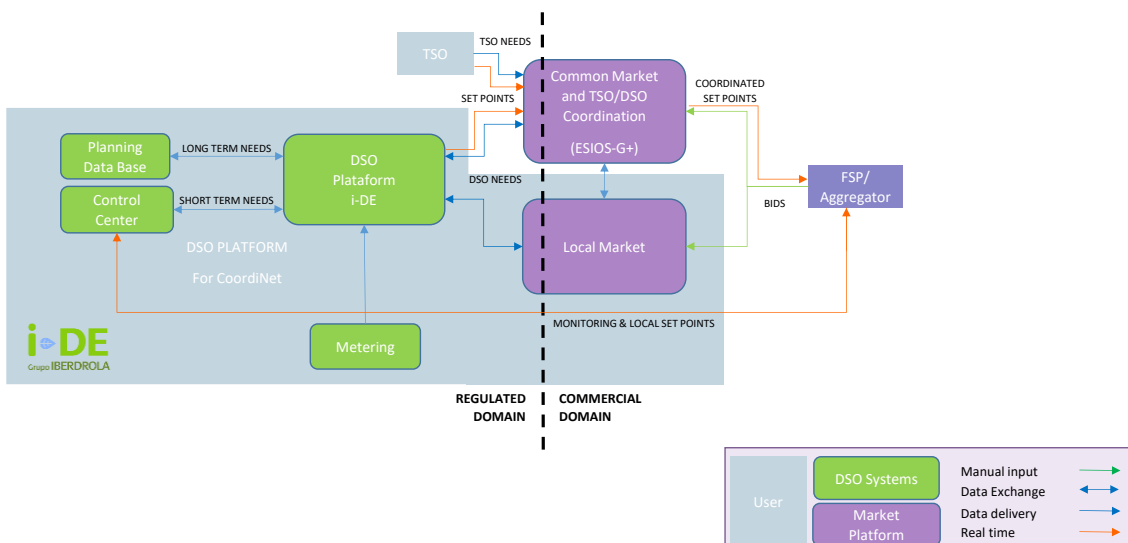 TSO NEEDS
TSO
Common Market
and TSO/DSO
Coordination
(ESIOS-G+)
COORDINATED
SET POINTS
SET POINTS
Planning
Data Base
LONG TERM NEEDS
DSO
Plataform
i-DE
DSO NEEDS
FSP/
Aggregator
BIDS
Control
Center
SHORT TERM NEEDS
Local Market
DSO PLATFORM
For CoordiNet
MONITORING & LOCAL SET POINTS
i-DE
Grupo IBERDROLA
Metering
REGULATED
DOMAIN
COMMERCIAL
DOMAIN
User
DSO Systems
Market
Platform
Manual input
Data Exchange
Data delivery
Real time